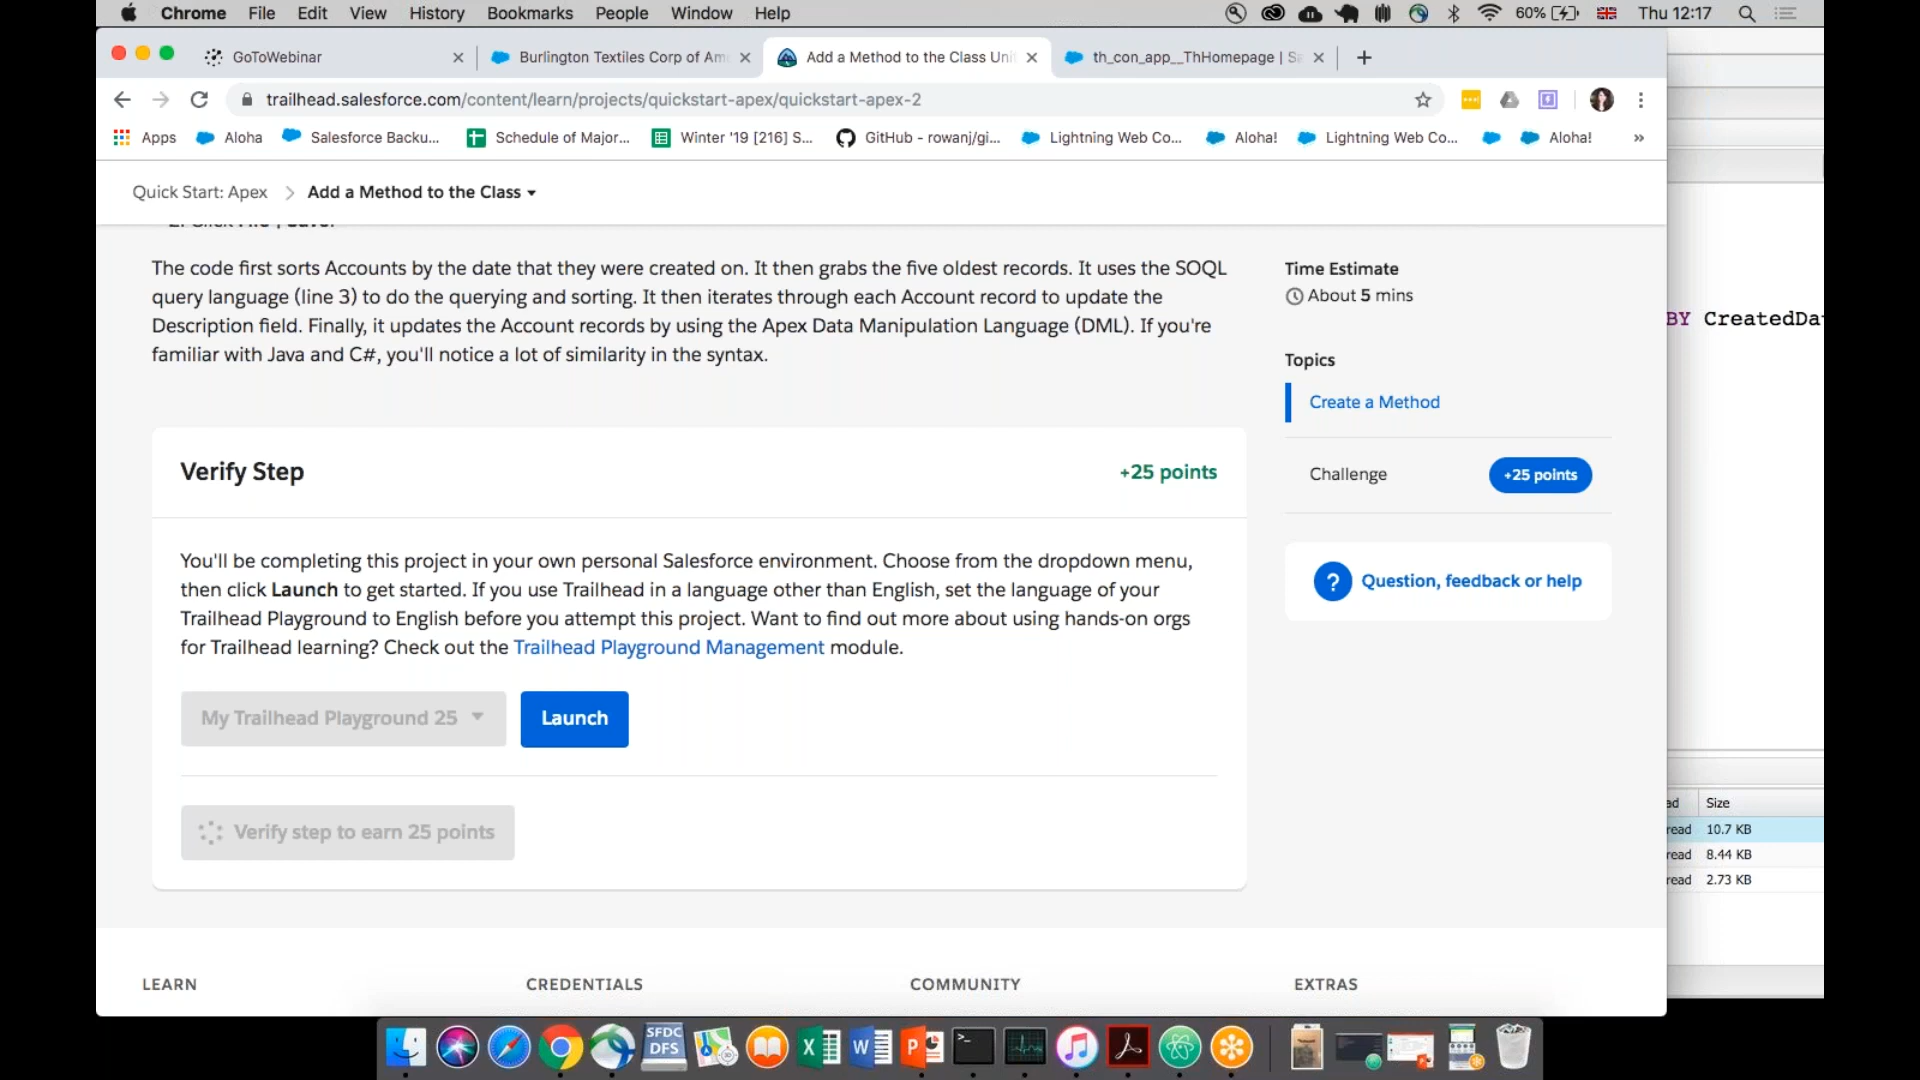 Chrome File Edit View History Bookmarks People Window Help 60% Thu 12:17
GoToWebinar
Burlington Textiles Corp of Am
Add a Method to the Class Unit
th_con_app__ThHomepage | Sa
trailhead.salesforce.com/content/learn/projects/quickstart-apex/quickstart-apex-2
Apps Aloha Salesforce Backu... Schedule of Major... Winter '19 [216] S... GitHub - rowanj/gi... Lightning Web Co... Aloha! Lightning Web Co... Aloha! »
Quick Start: Apex Add a Method to the Class
2. Click File | Save.
The code first sorts Accounts by the date that they were created on. It then grabs the five oldest records. It uses the SOQL
query language (line 3) to do the querying and sorting. It then iterates through each Account record to update the
Description field. Finally, it updates the Account records by using the Apex Data Manipulation Language (DML). If you're
familiar with Java and C#, you'll notice a lot of similarity in the syntax.
Time Estimate
About 5 mins
Topics
Create a Method
Challenge +25 points
? Question, feedback or help
Verify Step +25 points
You'll be completing this project in your own personal Salesforce environment. Choose from the dropdown menu,
then click Launch to get started. If you use Trailhead in a language other than English, set the language of your
Trailhead Playground to English before you attempt this project. Want to find out more about using hands-on orgs
for Trailhead learning? Check out the Trailhead Playground Management module.
My Trailhead Playground 25 Launch
Verify step to earn 25 points
LEARN CREDENTIALS COMMUNITY EXTRAS
BY CreatedDa
ad Size
read 10.7 KB
read 8.44 KB
read 2.73 KB
SFDC
DFS
X W P